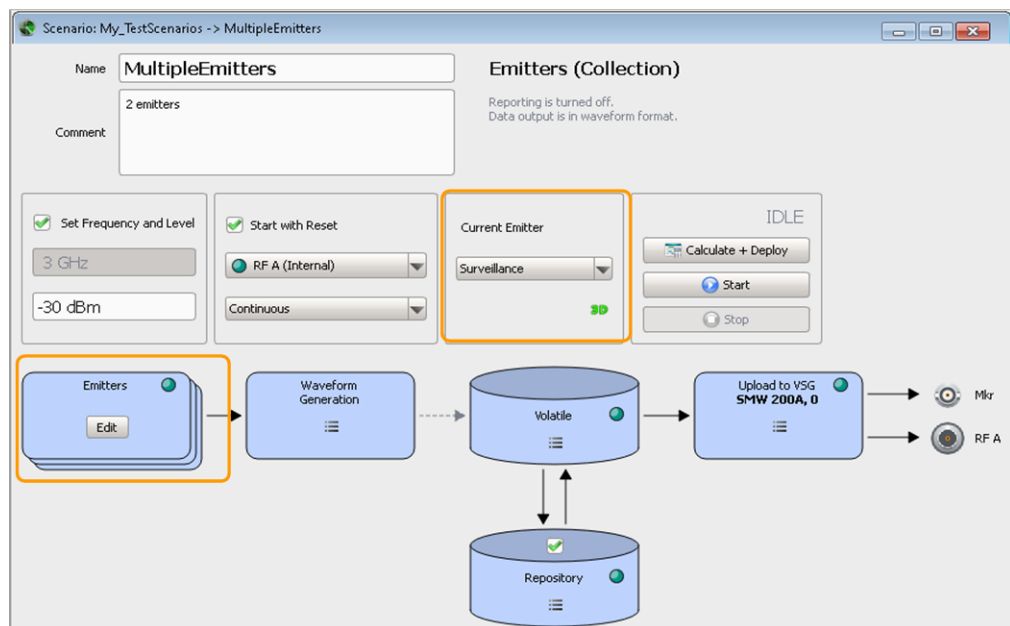 Scenario: My_TestScenarios -> MultipleEmitters
Name
MultipleEmitters
Emitters (Collection)
Comment
2 emitters
Reporting is turned off.
Data output is in waveform format.
Set Frequency and Level
3 GHz
-30 dBm
Start with Reset
RF A (Internal)
Continuous
Current Emitter
Surveillance
3D
IDLE
Calculate + Deploy
Start
Stop
Emitters
Edit
Waveform
Generation
Volatile
Upload to VSG
SMW 200A, 0
Mkr
RF A
Repository